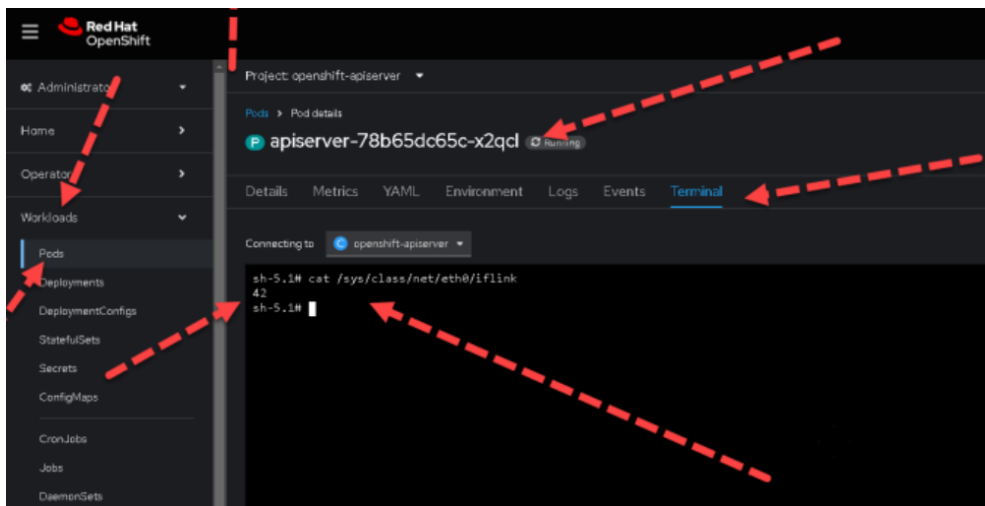 Red Hat
OpenShift
Administrator
Home
Operators
Workloads
Pods
Deployments
DeploymentConfigs
StatefulSets
Secrets
ConfigMaps
CronJobs
Jobs
DaemonSets
Project: openshift-apiserver
Pods > Pod details
P apiserver-78b65dc65c-x2qcl Running
Details Metrics YAML Environment Logs Events Terminal
Connecting to C openshift-apiserver
sh-5.1# cat /sys/class/net/eth0/iflink
42
sh-5.1#